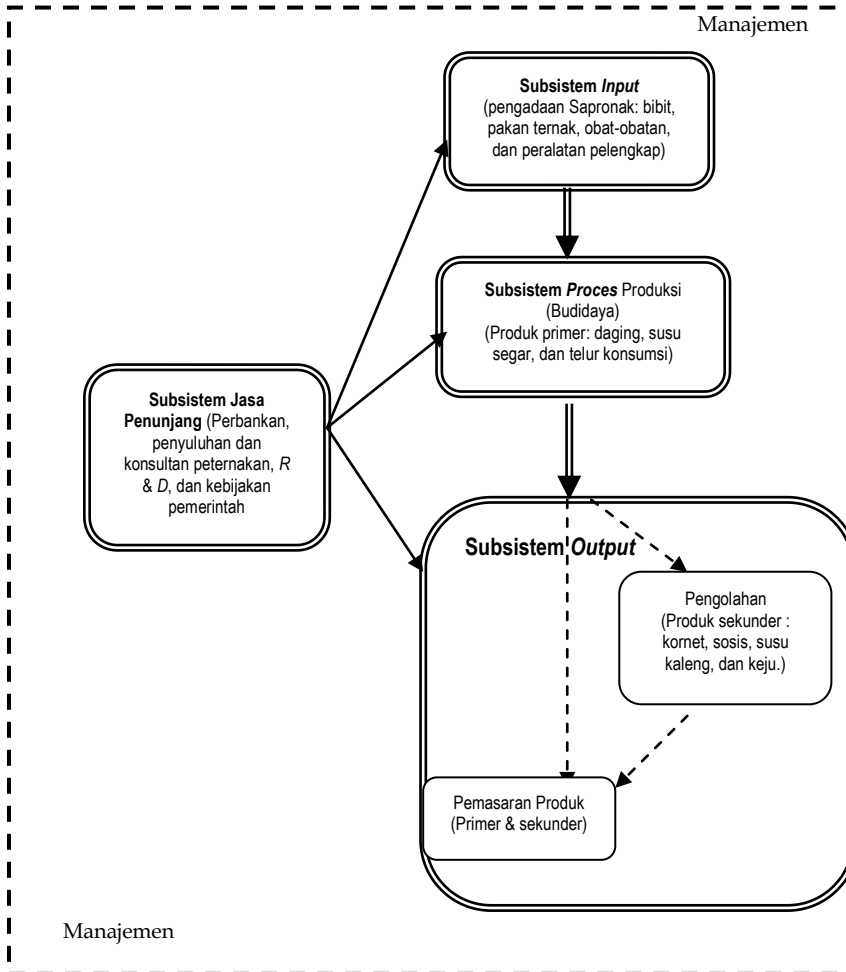 Manajemen
Subsistem Input
(pengadaan Sapronak: bibit,
pakan ternak, obat-obatan,
dan peralatan pelengkap)
Subsistem Proces Produksi
(Budidaya)
(Produk primer: daging, susu
segar, dan telur konsumsi)
Subsistem Jasa
Penunjang (Perbankan,
penyuluhan dan
konsultan peternakan, R
& D, dan kebijakan
pemerintah
Subsistem Output
Pengolahan
(Produk sekunder :
kornet, sosis, susu
kaleng, dan keju.)
Pemasaran Produk
(Primer & sekunder)
Manajemen